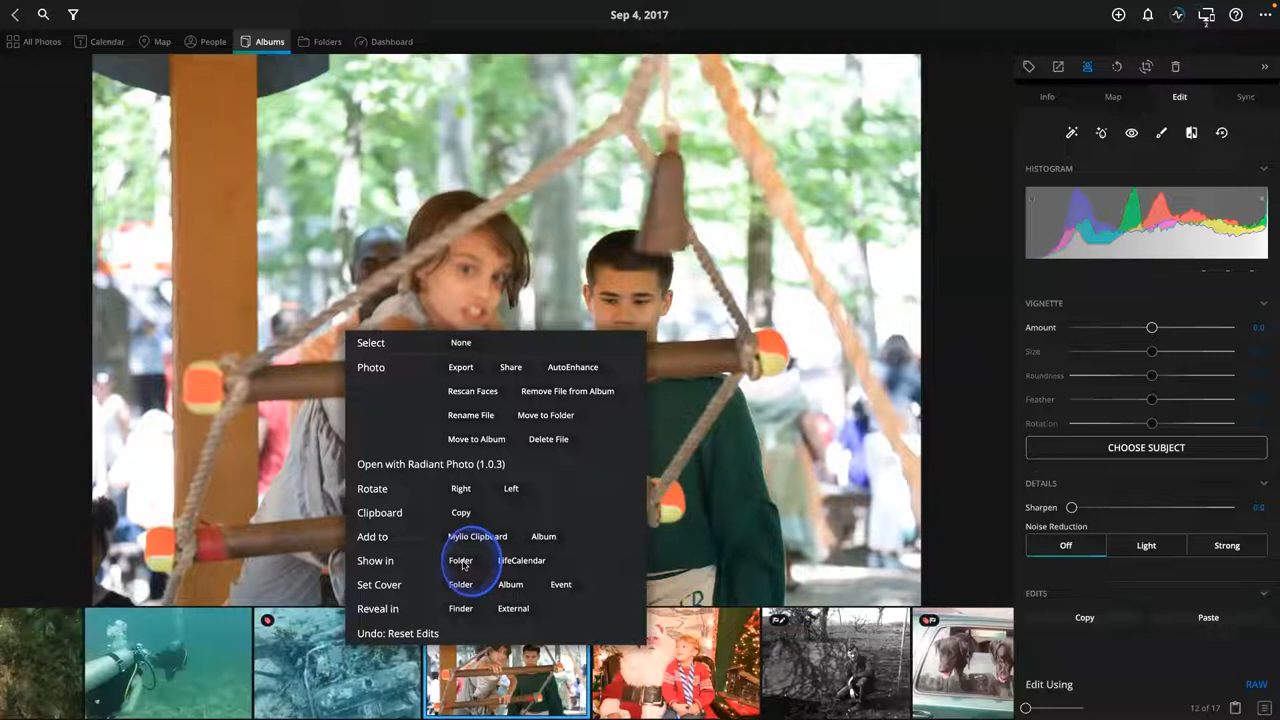 Sep 4, 2017
2
All Photos Calendar Map People Albums Folders Dashboard
Info Map Edit Sync
HISTOGRAM
VIGNETTE
Amount 0.0
Size
Roundness
Feather
Rotation
CHOOSE SUBJECT
DETAILS
Sharpen 0.0
Noise Reduction
Off Light Strong
EDITS
Copy Paste
Edit Using RAW
12 of 17
Select None
Photo Export Share AutoEnhance
Rescan Faces Remove File from Album
Rename File Move to Folder
Move to Album Delete File
Open with Radiant Photo (1.0.3)
Rotate Right Left
Clipboard Copy
Add to Mylio Clipboard Album
Show in Folder LifeCalendar
Set Cover Folder Album Event
Reveal in Finder External
Undo: Reset Edits